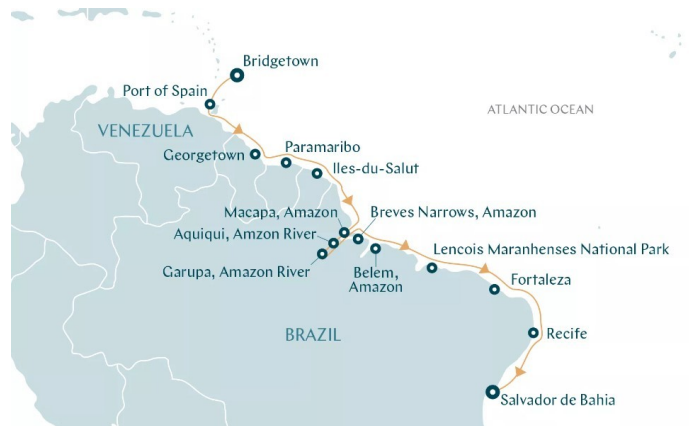 Bridgetown
Port of Spain
ATLANTIC OCEAN
VENEZUELA
Paramaribo
Georgetown
Iles-du-Salut
Macapa, Amazon
Breves Narrows, Amazon
Aquiqui, Amzon River
Lencois Maranhenses National Park
Garupa, Amazon River
Belem,
Amazon
Fortaleza
BRAZIL
Recife
Salvador de Bahia